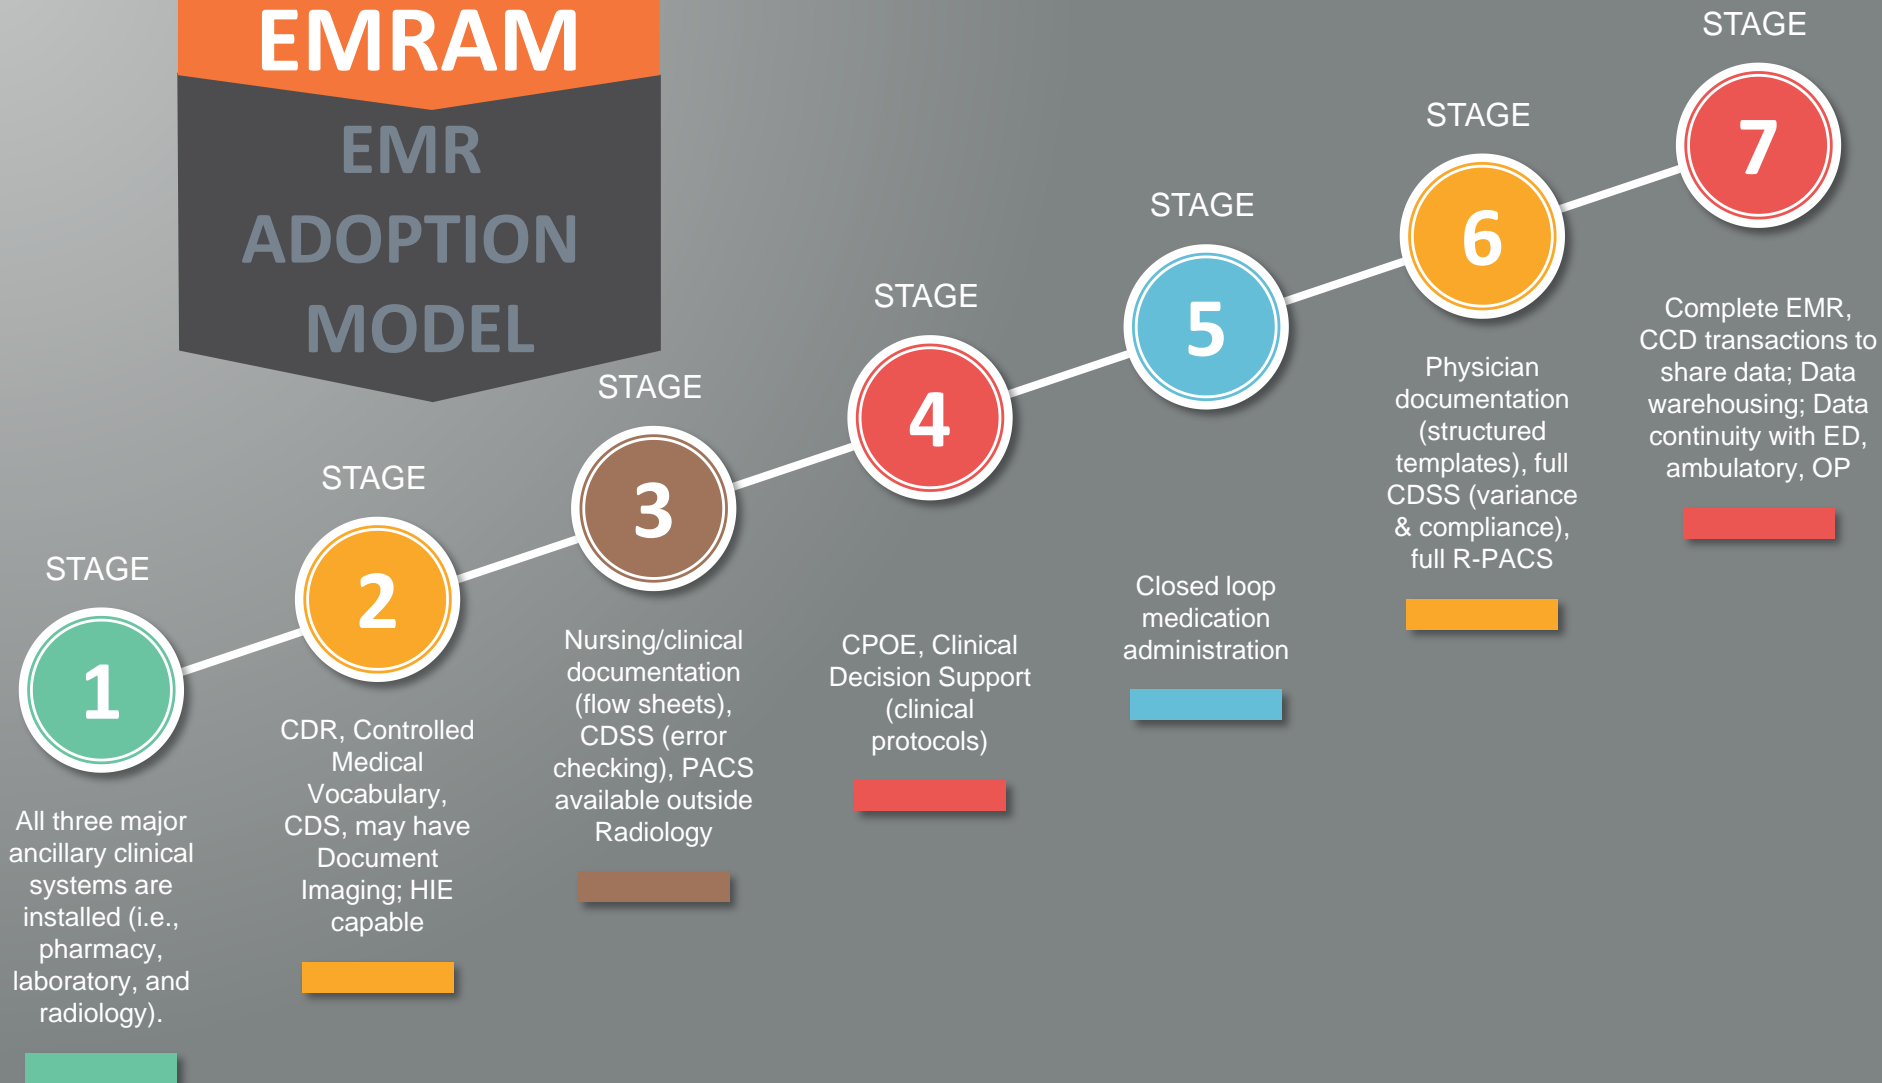 EMRAM
EMR
ADOPTION
MODEL
STAGE
1
All three major
ancillary clinical
systems are
installed (i.e.,
pharmacy,
laboratory, and
radiology).
STAGE
2
CDR, Controlled
Medical
Vocabulary,
CDS, may have
Document
Imaging; HIE
capable
STAGE
3
Nursing/clinical
documentation
(flow sheets),
CDSS (error
checking), PACS
available outside
Radiology
STAGE
4
CPOE, Clinical
Decision Support
(clinical
protocols)
STAGE
5
Closed loop
medication
administration
STAGE
6
Physician
documentation
(structured
templates), full
CDSS (variance
& compliance),
full R-PACS
STAGE
7
Complete EMR,
CCD transactions to
share data; Data
warehousing; Data
continuity with ED,
ambulatory, OP